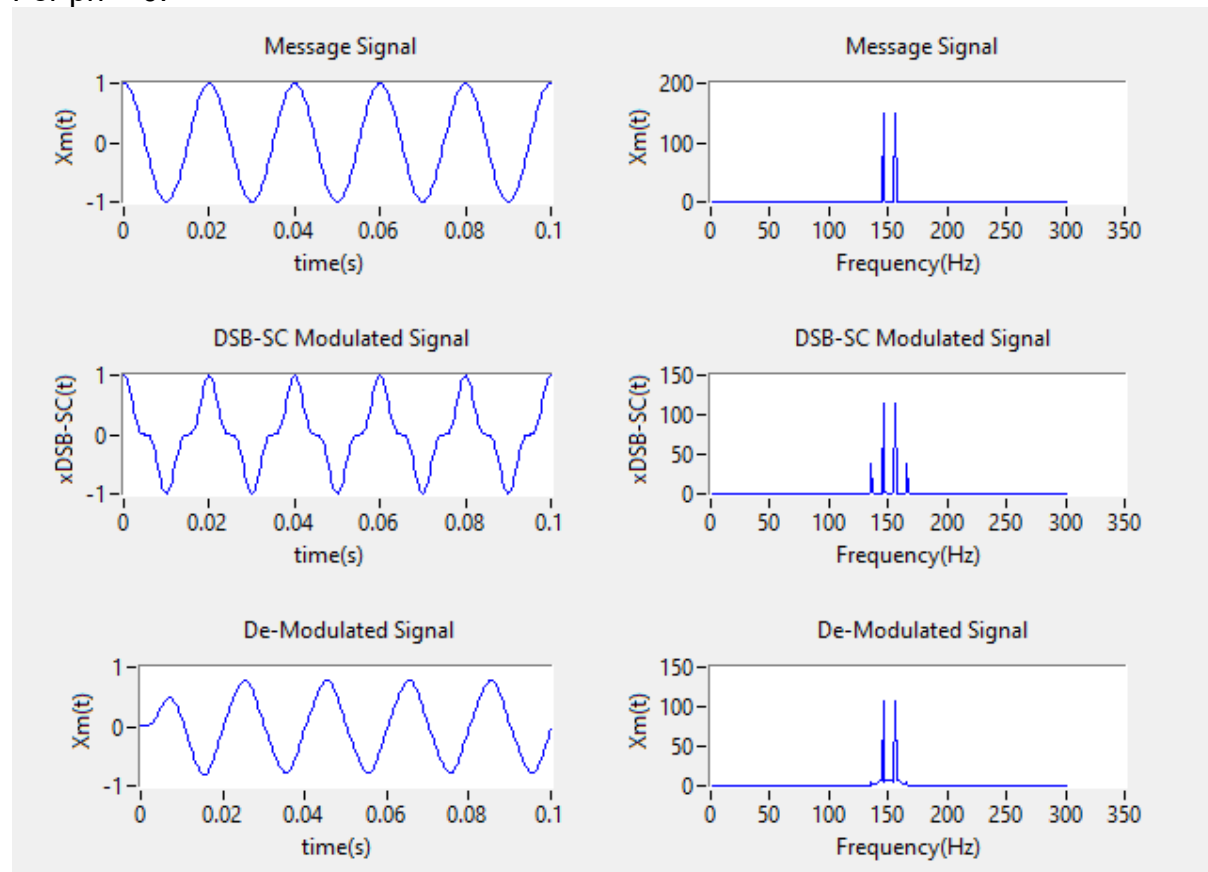 Message Signal
Xm(t)
1
0
-1
0 0.02 0.04 0.06 0.08 0.1
time(s)
Message Signal
Xm(t)
200
100
0
0 50 100 150 200 250 300 350
Frequency(Hz)
DSB-SC Modulated Signal
xDSB-SC(t)
1
0
-1
0 0.02 0.04 0.06 0.08 0.1
time(s)
DSB-SC Modulated Signal
xDSB-SC(t)
150
100
50
0
0 50 100 150 200 250 300 350
Frequency(Hz)
De-Modulated Signal
Xm(t)
1
0
-1
0 0.02 0.04 0.06 0.08 0.1
time(s)
De-Modulated Signal
Xm(t)
150
100
50
0
0 50 100 150 200 250 300 350
Frequency(Hz)